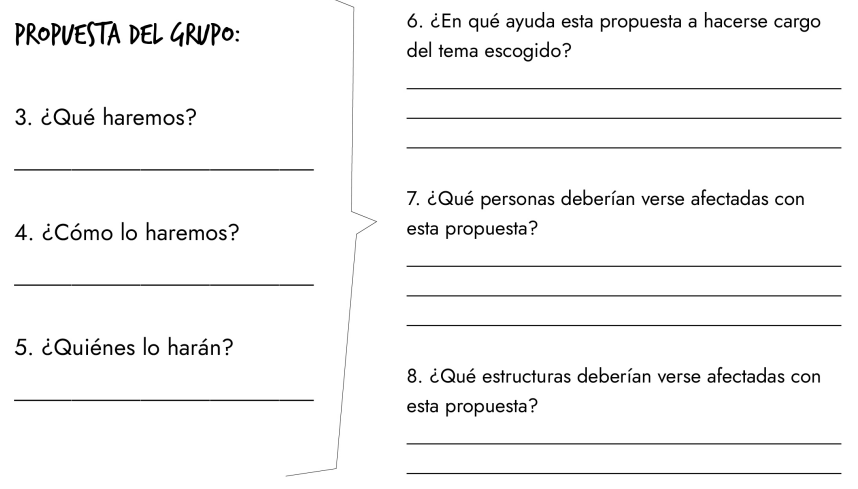 PROPUESTA DEL GRUPO:
3. ¿Qué haremos?
4. ¿Cómo lo haremos?
5. ¿Quiénes lo harán?
6. ¿En qué ayuda esta propuesta a hacerse cargo
del tema escogido?
7. ¿Qué personas deberían verse afectadas con
esta propuesta?
8. ¿Qué estructuras deberían verse afectadas con
esta propuesta?